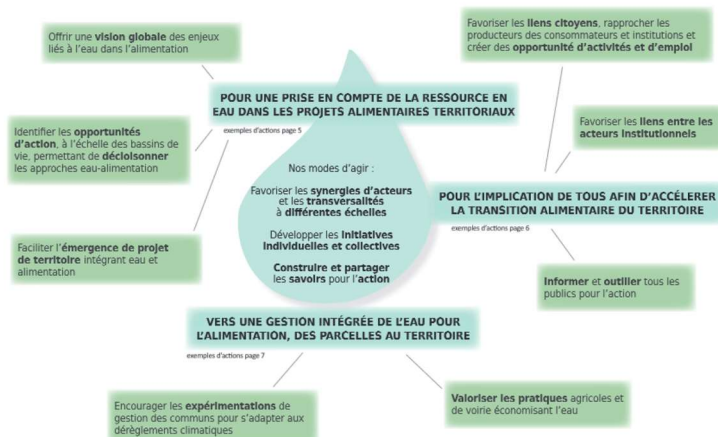 Offrir une vision globale des enjeux
liés à l'eau dans l'alimentation
Favoriser les liens citoyens, rapprocher les
producteurs des consommateurs et institutions et
créer des opportunité d'activités et d'emploi
POUR UNE PRISE EN COMPTE DE LA RESSOURCE EN
EAU DANS LES PROJETS ALIMENTAIRES TERRITORIAUX
exemples d'actions page 5
Identifier les opportunités
d'action, à l'échelle des bassins de
vie, permettant de décloisonner
les approches eau-alimentation
Favoriser les liens entre les
acteurs institutionnels
Nos modes d'agir :
Favoriser les synergies d'acteurs
et les transversalités
à différentes échelles
Développer les initiatives
individuelles et collectives
Construire et partager
les savoirs pour l'action
POUR L'IMPLICATION DE TOUS AFIN D'ACCÉLERER
LA TRANSITION ALIMENTAIRE DU TERRITOIRE
exemples d'actions page 6
Faciliter l'émergence de projet
de territoire intégrant eau et
alimentation
Informer et outiller tous les
publics pour l'action
VERS UNE GESTION INTÉGRÉE DE L'EAU POUR
L'ALIMENTATION, DES PARCELLES AU TERRITOIRE
exemples d'actions page 7
Encourager les expérimentations de
gestion des communs pour s'adapter aux
dérèglements climatiques
Valoriser les pratiques agricoles et
de voirie économisant l'eau